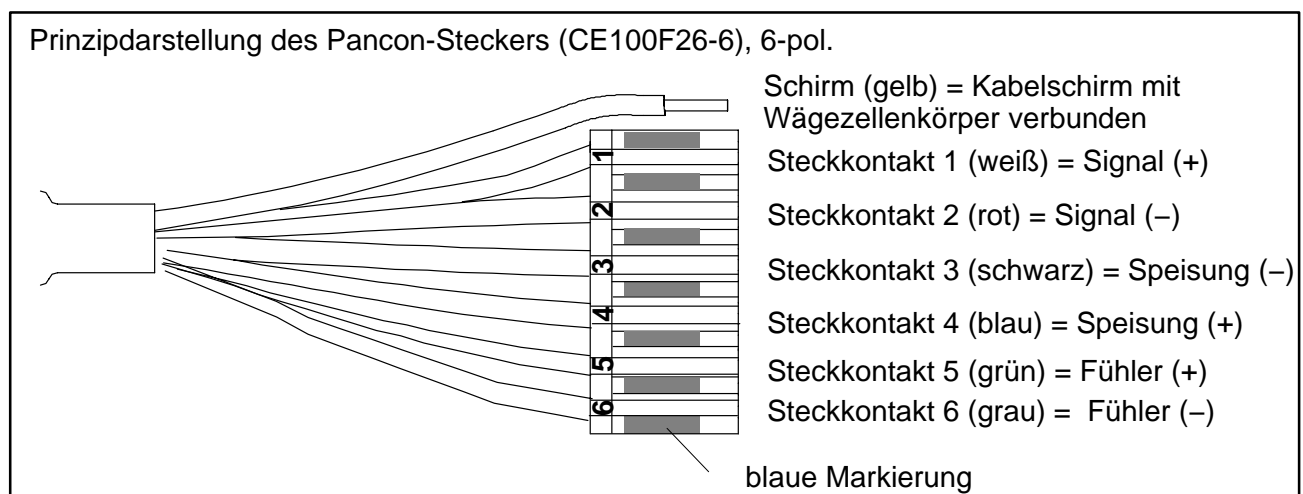 Prinzipdarstellung des Pancon-Steckers (CE100F26-6), 6-pol.
Schirm (gelb) = Kabelschirm mit
Wägezellenkörper verbunden
1
Steckkontakt 1 (weiß) = Signal (+)
2
Steckkontakt 2 (rot) = Signal (−)
3
Steckkontakt 3 (schwarz) = Speisung (−)
4
Steckkontakt 4 (blau) = Speisung (+)
5
Steckkontakt 5 (grün) = Fühler (+)
6
Steckkontakt 6 (grau) = Fühler (−)
blaue Markierung